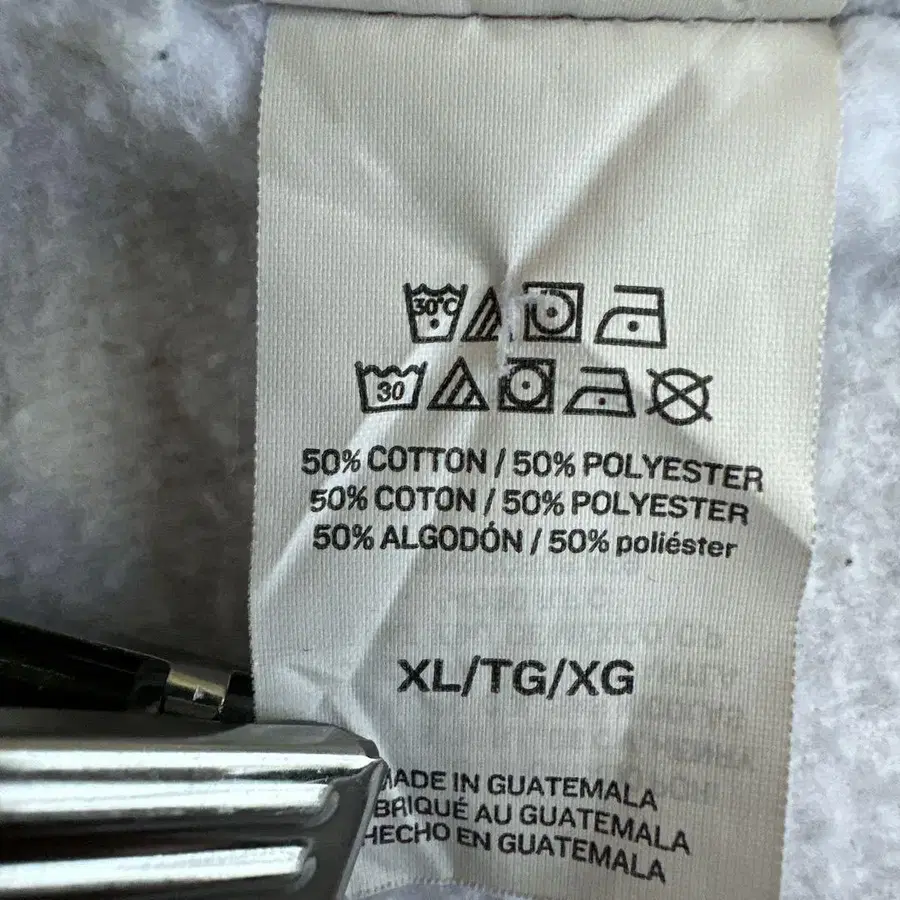 30°C
30
50% COTTON / 50% POLYESTER
50% COTON / 50% POLYESTER
50% ALGODÓN / 50% poliéster
XL/TG/XG
MADE IN GUATEMALA
BRIQUÉ AU GUATEMALA
HECHO EN GUATEMALA